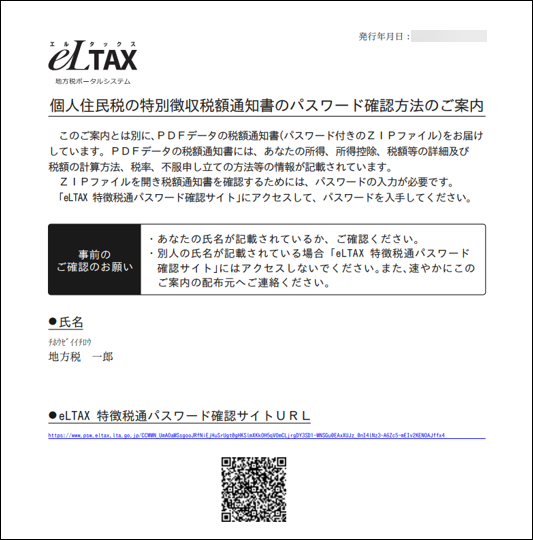 発行年月日：
エルタックス
eLTAX
地方税ポータルシステム
個人住民税の特別徴収税額通知書のパスワード確認方法のご案内
このご案内とは別に、ＰＤＦデータの税額通知書(パスワード付きのＺＩＰファイル)をお届け
しています。ＰＤＦデータの税額通知書には、あなたの所得、所得控除、税額等の詳細及び
税額の計算方法、税率、不服申し立ての方法等の情報が記載されています。
ＺＩＰファイルを開き税額通知書を確認するためには、パスワードの入力が必要です。
「eLTAX 特徴税通パスワード確認サイト」にアクセスして、パスワードを入手してください。
事前の
ご確認のお願い
・あなたの氏名が記載されているか、ご確認ください。
・別人の氏名が記載されている場合「eLTAX 特徴税通パスワード
確認サイト」にはアクセスしないでください。また、速やかにこの
ご案内の配布元へご連絡ください。
●氏名
ﾁﾎｳｾﾞｲｲﾁﾛｳ
地方税　一郎
●eLTAX 特徴税通パスワード確認サイトＵＲＬ